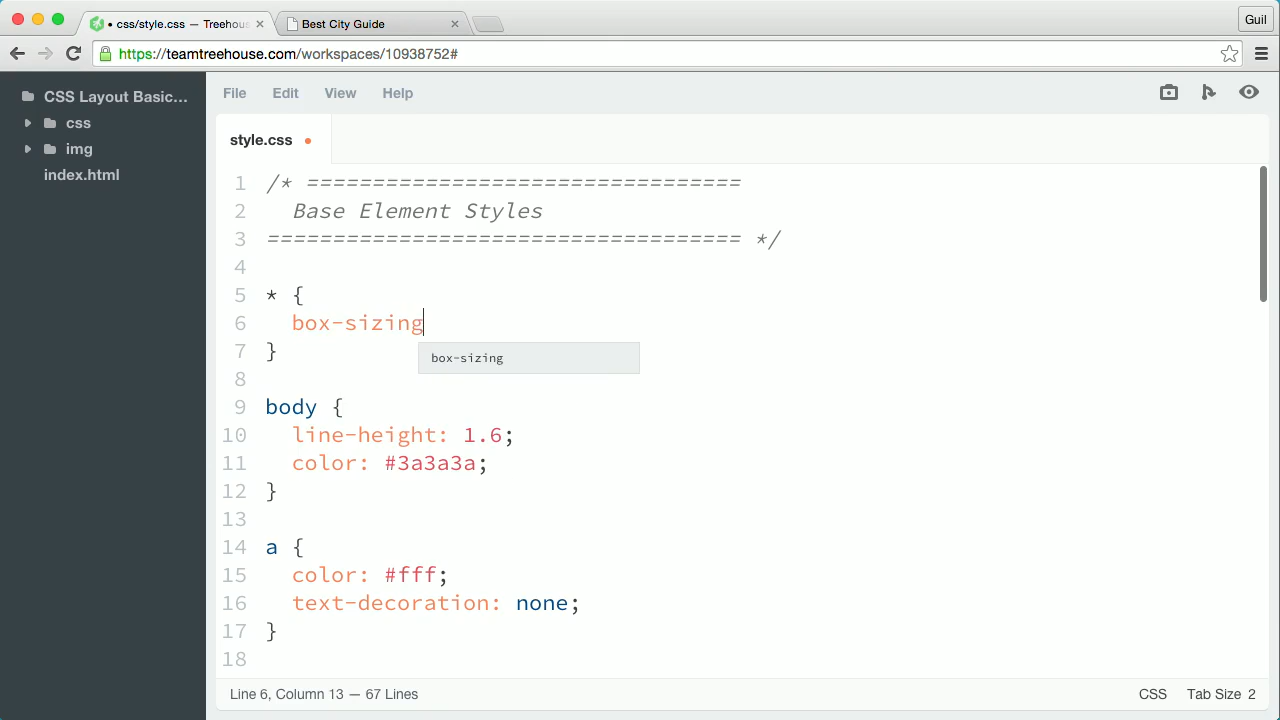 • css/style.css — Treehous
Best City Guide
Guil
https://teamtreehouse.com/workspaces/10938752#
CSS Layout Basic...
css
img
index.html
File Edit View Help
style.css
1 /* =================================
2 Base Element Styles
3 ==================================== */
4
5 * {
6 box-sizing
7 }
box-sizing
8
9 body {
10 line-height: 1.6;
11 color: #3a3a3a;
12 }
13
14 a {
15 color: #fff;
16 text-decoration: none;
17 }
18
Line 6, Column 13 — 67 Lines
CSS Tab Size 2